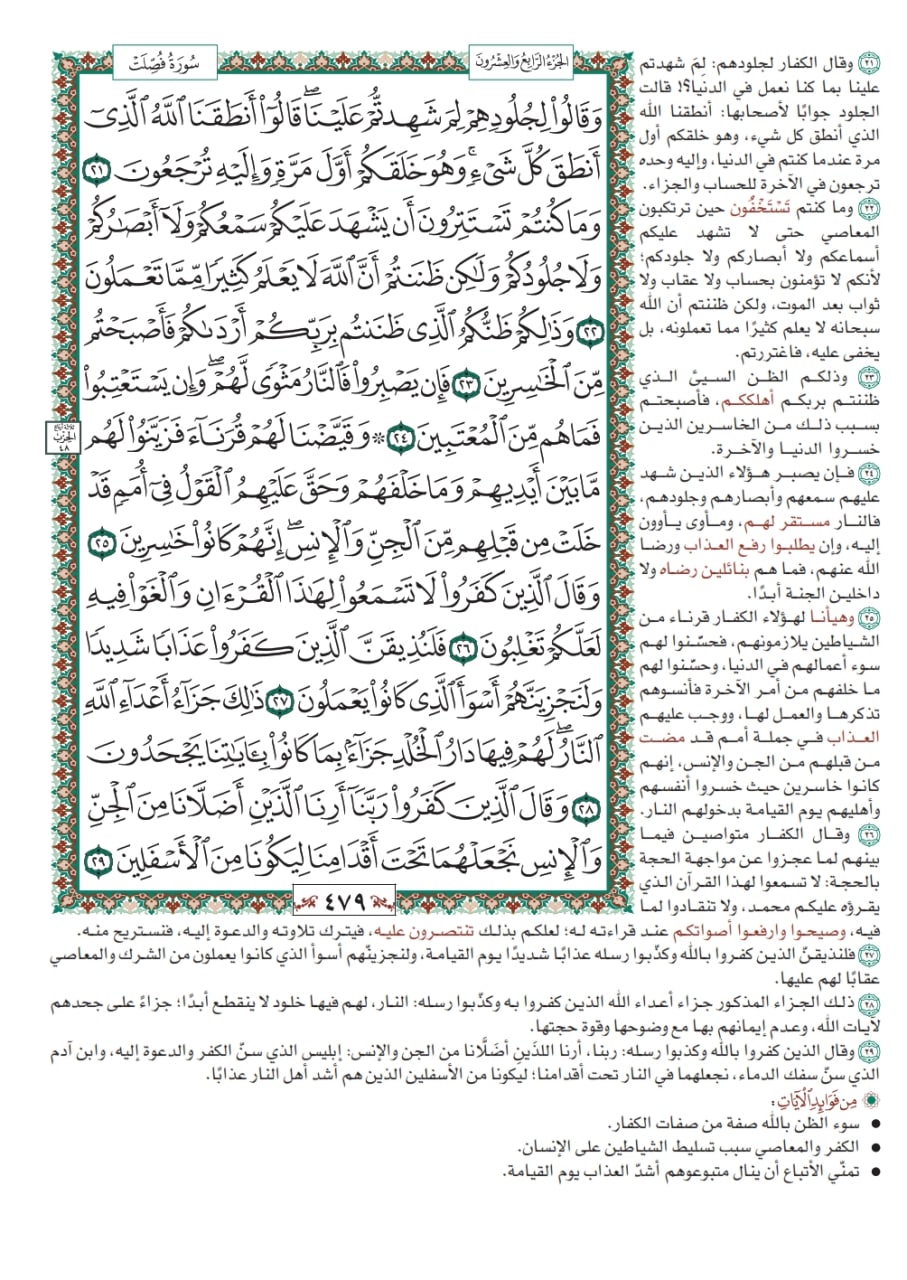 سُورَةُ فُصِّلَتْ
الجُزْءُ الرَّابِعُ وَالعِشْرُونَ
وَقَالُواْ لِجُلُودِهِمْ لِمَ شَهِدتُّمْ عَلَيْنَاۖ قَالُوٓاْ أَنطَقَنَا ٱللَّهُ ٱلَّذِىٓ
أَنطَقَ كُلَّ شَىْءٍۚ وَهُوَ خَلَقَكُمْ أَوَّلَ مَرَّةٍ وَإِلَيْهِ تُرْجَعُونَ ٢١
وَمَا كُنتُمْ تَسْتَتِرُونَ أَن يَشْهَدَ عَلَيْكُمْ سَمْعُكُمْ وَلَآ أَبْصَـٰرُكُمْ
وَلَا جُلُودُكُمْ وَلَـٰكِن ظَنَنتُمْ أَنَّ ٱللَّهَ لَا يَعْلَمُ كَثِيرًا مِّمَّا تَعْمَلُونَ
٢٢ وَذَٰلِكُمْ ظَنُّكُمُ ٱلَّذِى ظَنَنتُم بِرَبِّكُمْ أَرْدَىٰكُمْ فَأَصْبَحْتُم
مِّنَ ٱلْخَـٰسِرِينَ ٢٣ فَإِن يَصْبِرُواْ فَٱلنَّارُ مَثْوًى لَّهُمْۖ وَإِن يَسْتَعْتِبُواْ
فَمَا هُم مِّنَ ٱلْمُعْتَبِينَ ٢٤ ۞ وَقَيَّضْنَا لَهُمْ قُرَنَآءَ فَزَيَّنُواْ لَهُم
مَّا بَيْنَ أَيْدِيهِمْ وَمَا خَلْفَهُمْ وَحَقَّ عَلَيْهِمُ ٱلْقَوْلُ فِىٓ أُمَمٍ قَدْ
خَلَتْ مِن قَبْلِهِم مِّنَ ٱلْجِنِّ وَٱلْإِنسِۖ إِنَّهُمْ كَانُواْ خَـٰسِرِينَ ٢٥
وَقَالَ ٱلَّذِينَ كَفَرُواْ لَا تَسْمَعُواْ لِهَـٰذَا ٱلْقُرْءَانِ وَٱلْغَوْاْ فِيهِ
لَعَلَّكُمْ تَغْلِبُونَ ٢٦ فَلَنُذِيقَنَّ ٱلَّذِينَ كَفَرُواْ عَذَابًا شَدِيدًا
وَلَنَجْزِيَنَّهُمْ أَسْوَأَ ٱلَّذِى كَانُواْ يَعْمَلُونَ ٢٧ ذَٰلِكَ جَزَآءُ أَعْدَآءِ ٱللَّهِ
ٱلنَّارُۖ لَهُمْ فِيهَا دَارُ ٱلْخُلْدِ جَزَآءًۢ بِمَا كَانُواْ بِـَٔايَـٰتِنَا يَجْحَدُونَ
٢٨ وَقَالَ ٱلَّذِينَ كَفَرُواْ رَبَّنَآ أَرِنَا ٱلَّذَيْنِ أَضَلَّانَا مِنَ ٱلْجِنِّ
وَٱلْإِنسِ نَجْعَلْهُمَا تَحْتَ أَقْدَامِنَا لِيَكُونَا مِنَ ٱلْأَسْفَلِينَ ٢٩
الحِزْب
٤٨
٤٧٩
٢١ وقال الكفار لجلودهم: لِمَ شهدتم
علينا بما كنا نعمل في الدنيا؟! قالت
الجلود جوابًا لأصحابها: أنطقنا الله
الذي أنطق كل شيء، وهو خلقكم أول
مرة عندما كنتم في الدنيا، وإليه وحده
ترجعون في الآخرة للحساب والجزاء.
٢٢ وما كنتم تَسْتَخْفُون حين ترتكبون
المعاصي حتى لا تشهد عليكم
أسماعكم ولا أبصاركم ولا جلودكم؛
لأنكم لا تؤمنون بحساب ولا عقاب ولا
ثواب بعد الموت، ولكن ظننتم أن الله
سبحانه لا يعلم كثيرًا مما تعملونه، بل
يخفى عليه، فاغتررتم.
٢٣ وذلكم الظن السيئ الذي
ظننتم بربكم أهلككم، فأصبحتم
بسبب ذلك من الخاسرين الذين
خسروا الدنيا والآخرة.
٢٤ فإن يصبر هؤلاء الذين شهد
عليهم سمعهم وأبصارهم وجلودهم،
فالنار مستقر لهم، ومأوى يأوون
إليه، وإن يطلبوا رفع العذاب ورضا
الله عنهم، فما هم بنائلين رضاه ولا
داخلين الجنة أبدًا.
٢٥ وهيأنا لهؤلاء الكفار قرناء من
الشياطين يلازمونهم، فحسّنوا لهم
سوء أعمالهم في الدنيا، وحسّنوا لهم
ما خلفهم من أمر الآخرة فأنسوهم
تذكرها والعمل لها، ووجب عليهم
العذاب في جملة أمم قد مضت
من قبلهم من الجن والإنس، إنهم
كانوا خاسرين حيث خسروا أنفسهم
وأهليهم يوم القيامة بدخولهم النار.
٢٦ وقال الكفار متواصين فيما
بينهم لما عجزوا عن مواجهة الحجة
بالحجة: لا تسمعوا لهذا القرآن الذي
يقرؤه عليكم محمد، ولا تنقادوا لما
فيه، وصيحوا وارفعوا أصواتكم عند قراءته له؛ لعلكم بذلك تنتصرون عليه، فيترك تلاوته والدعوة إليه، فنستريح منه.
٢٧ فلنذيقنّ الذين كفروا بالله وكذّبوا رسله عذابًا شديدًا يوم القيامة، ولنجزينّهم أسوأ الذي كانوا يعملون من الشرك والمعاصي
عقابًا لهم عليها.
٢٨ ذلك الجزاء المذكور جزاء أعداء الله الذين كفروا به وكذّبوا رسله: النار، لهم فيها خلود لا ينقطع أبدًا؛ جزاءً على جحدهم
لآيات الله، وعدم إيمانهم بها مع وضوحها وقوة حجتها.
٢٩ وقال الذين كفروا بالله وكذبوا رسله: ربنا، أرنا اللذَينِ أضَلَّانا من الجن والإنس: إبليس الذي سنّ الكفر والدعوة إليه، وابن آدم
الذي سنّ سفك الدماء، نجعلهما في النار تحت أقدامنا؛ ليكونا من الأسفلين الذين هم أشد أهل النار عذابًا.
مِن فَوَائِدِ الآيَاتِ:
• سوء الظن بالله صفة من صفات الكفار.
• الكفر والمعاصي سبب تسليط الشياطين على الإنسان.
• تمنّي الأتباع أن ينال متبوعوهم أشدّ العذاب يوم القيامة.